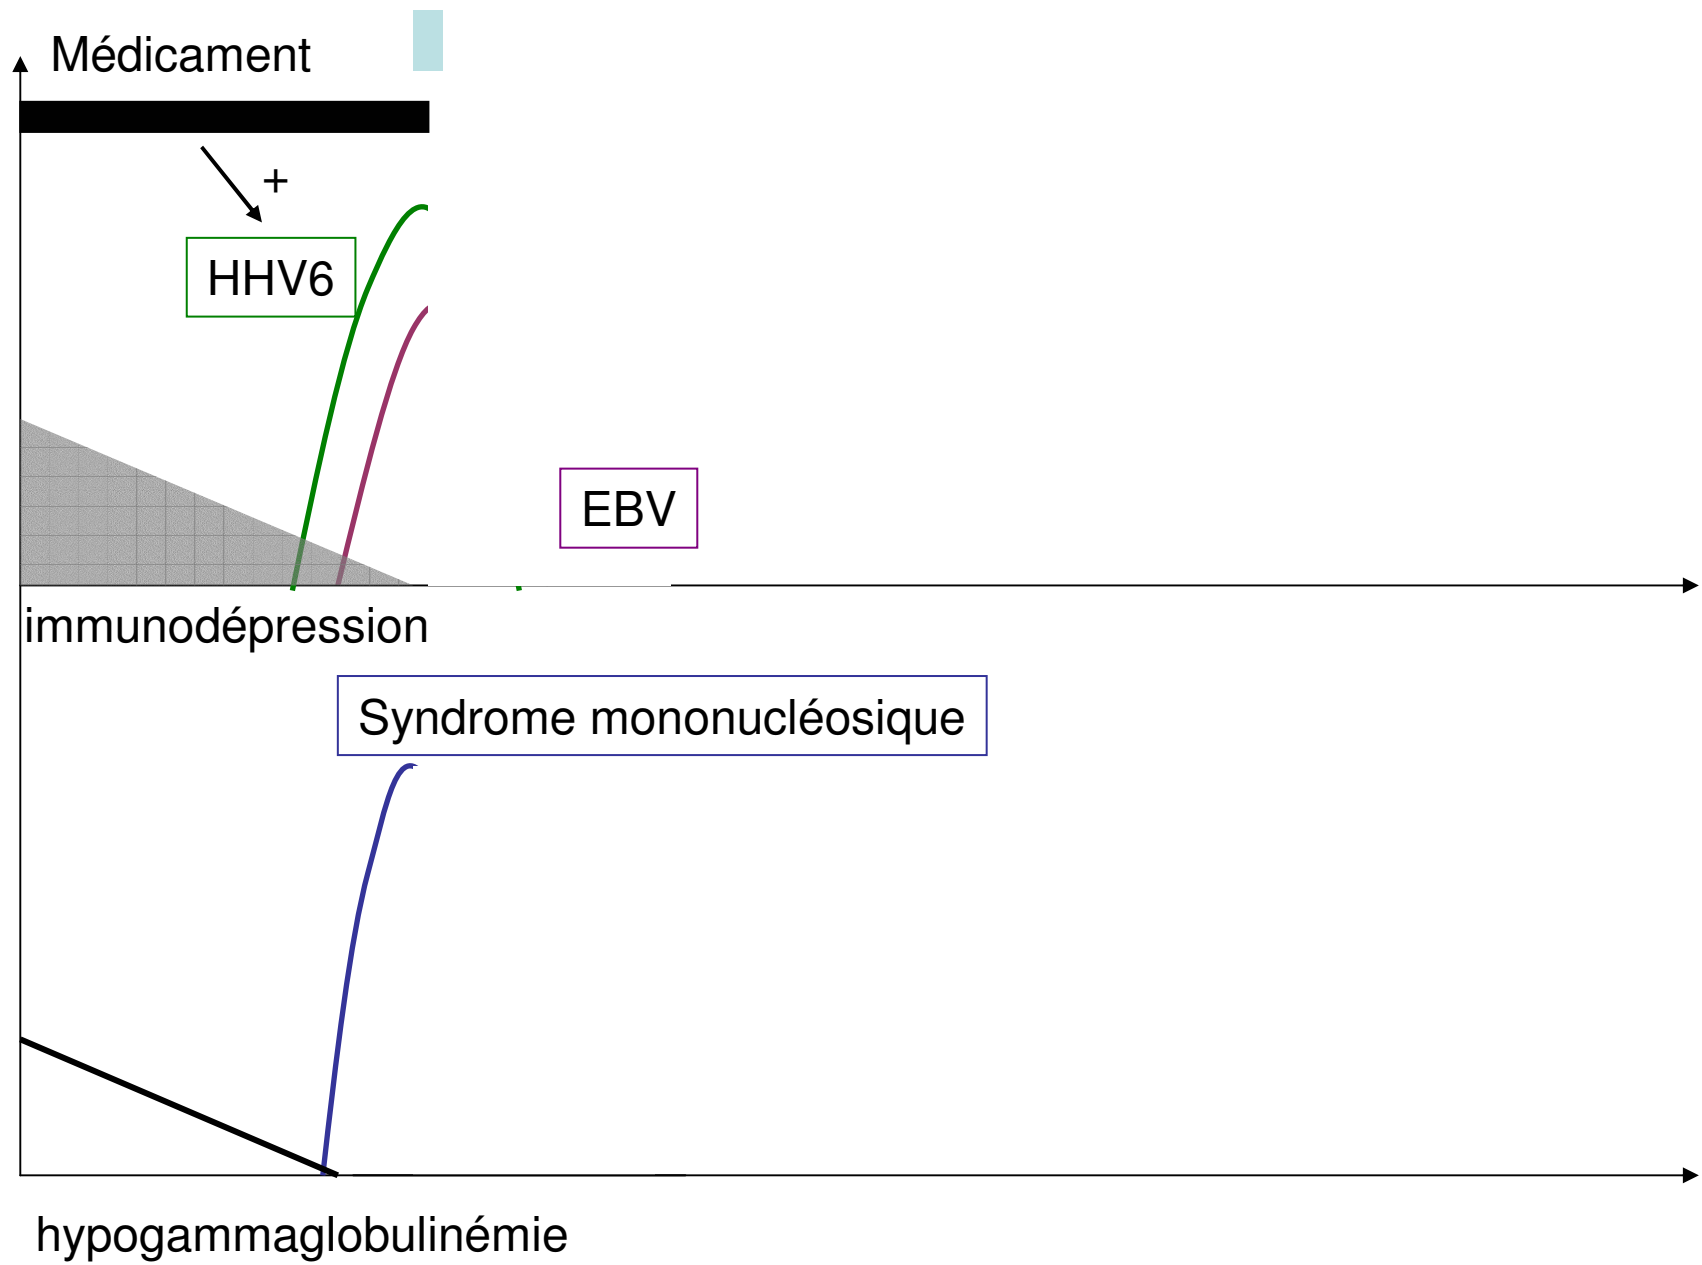 Médicament
+
HHV6
EBV
immunodépression
Syndrome mononucléosique
hypogammaglobulinémie